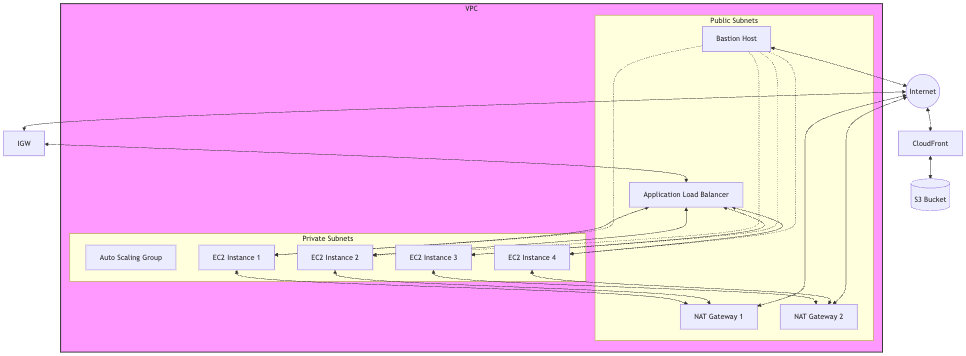 VPC
Public Subnets
Bastion Host
Internet
IGW
CloudFront
Application Load Balancer
S3 Bucket
Private Subnets
Auto Scaling Group
EC2 Instance 1
EC2 Instance 2
EC2 Instance 3
EC2 Instance 4
NAT Gateway 1
NAT Gateway 2